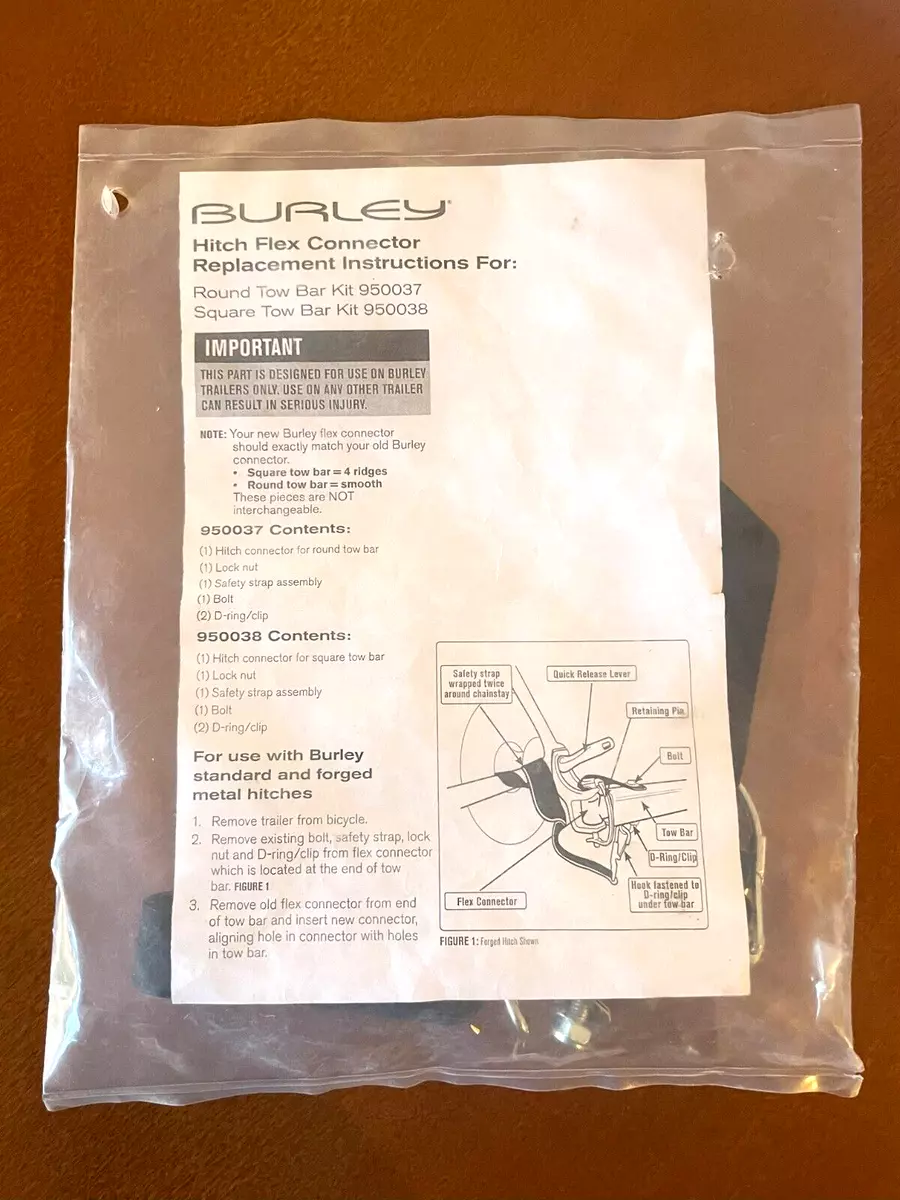 BURLEY
Hitch Flex Connector
Replacement Instructions For:
Round Tow Bar Kit 950037
Square Tow Bar Kit 950038
IMPORTANT
THIS PART IS DESIGNED FOR USE ON BURLEY
TRAILERS ONLY. USE ON ANY OTHER TRAILER
CAN RESULT IN SERIOUS INJURY.
NOTE: Your new Burley flex connector
should exactly match your old Burley
connector.
• Square tow bar = 4 ridges
• Round tow bar = smooth
These pieces are NOT
interchangeable.
950037 Contents:
(1) Hitch connector for round tow bar
(1) Lock nut
(1) Safety strap assembly
(1) Bolt
(2) D-ring/clip
950038 Contents:
(1) Hitch connector for square tow bar
(1) Lock nut
(1) Safety strap assembly
(1) Bolt
(2) D-ring/clip
For use with Burley
standard and forged
metal hitches
1. Remove trailer from bicycle.
2. Remove existing bolt, safety strap, lock
nut and D-ring/clip from flex connector
which is located at the end of tow
bar. FIGURE 1
3. Remove old flex connector from end
of tow bar and insert new connector,
aligning hole in connector with holes
in tow bar.
Safety strap
wrapped twice
around chainstay
Quick Release Lever
Retaining Pin
Bolt
Tow Bar
D-Ring/Clip
Hook fastened to
D-ring/clip
under tow bar
Flex Connector
FIGURE 1: Forged Hitch Shown